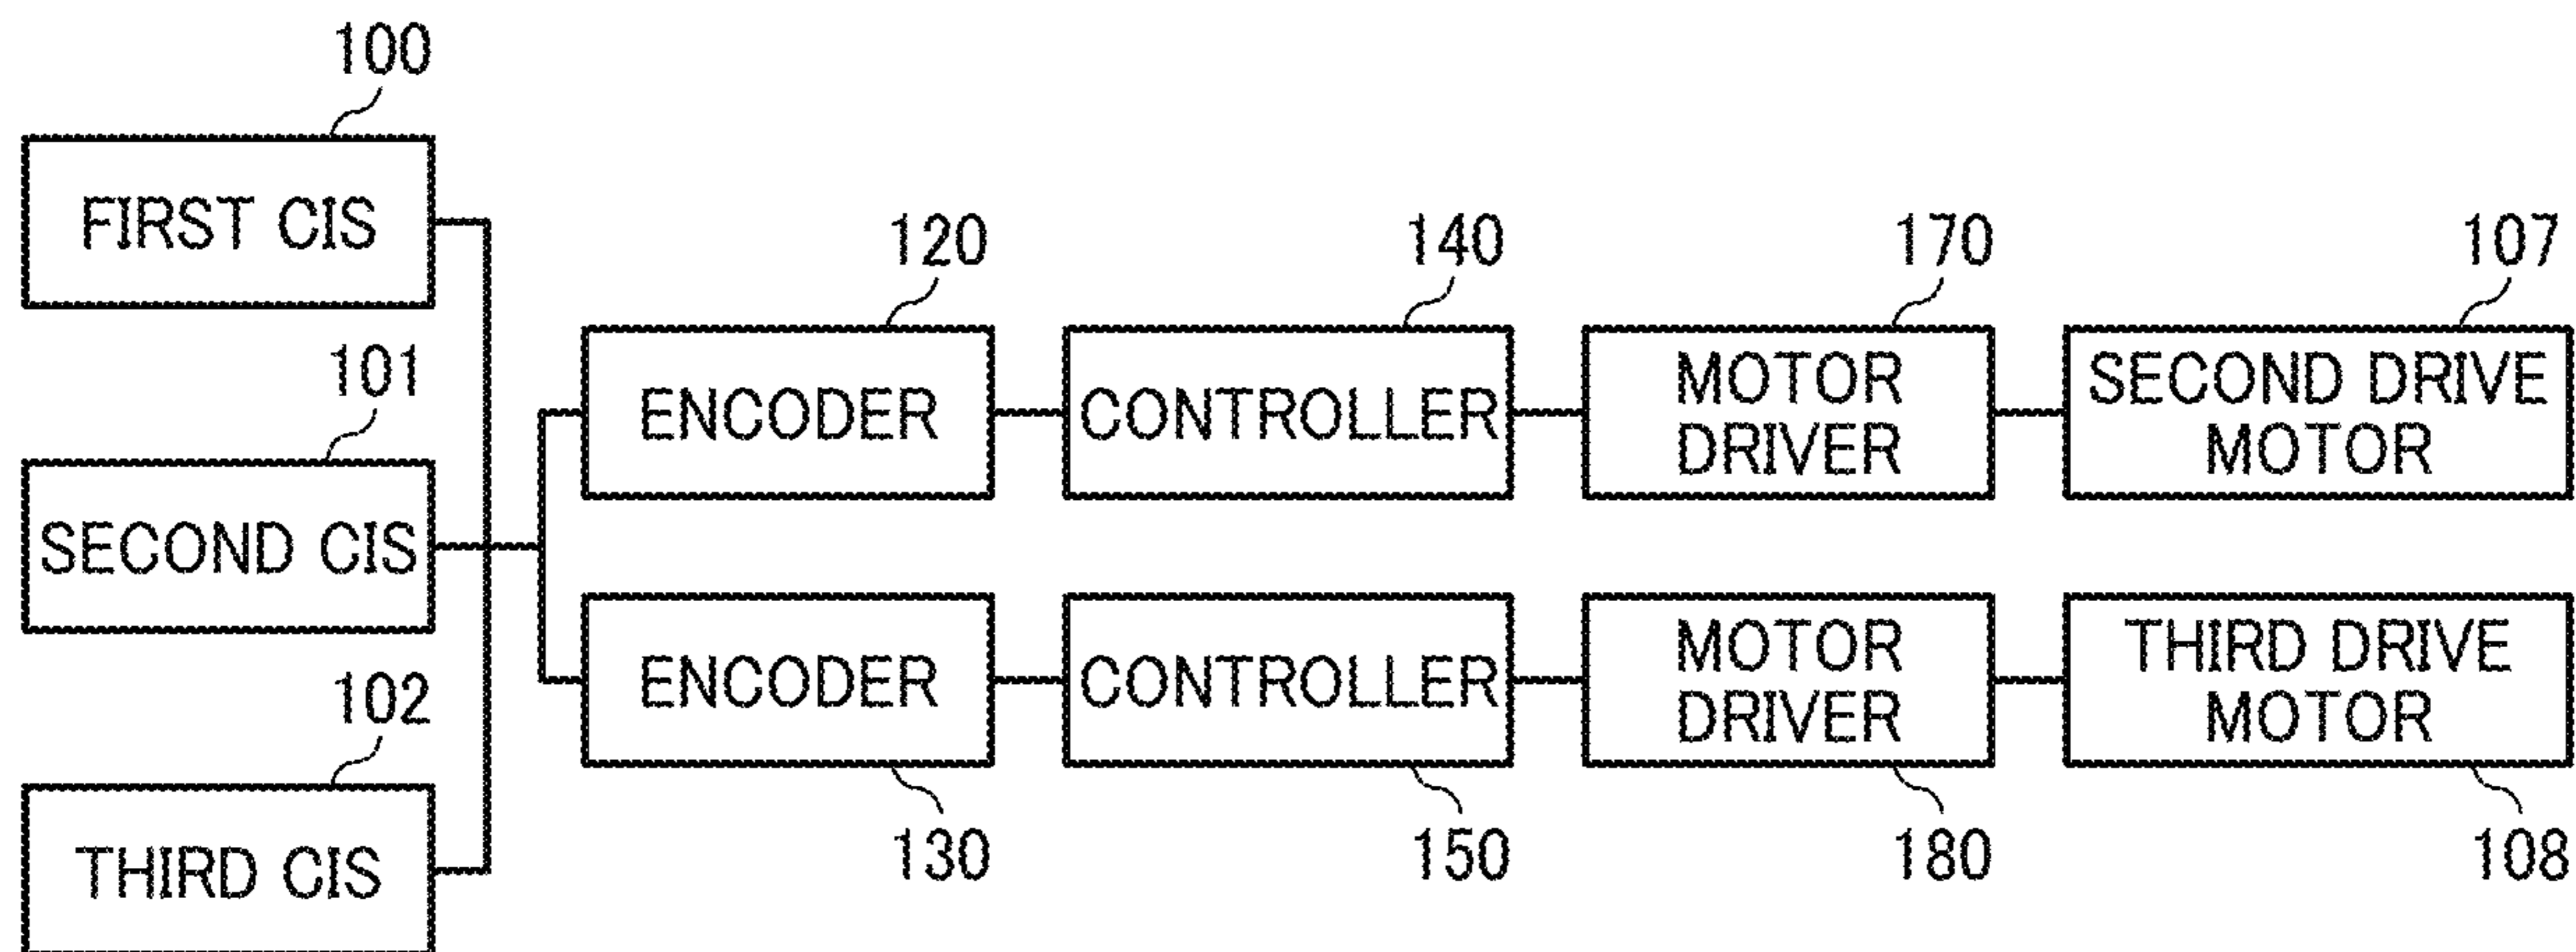 100
FIRST CIS
101
SECOND CIS
102
THIRD CIS
120
ENCODER
140
CONTROLLER
170
MOTOR
DRIVER
107
SECOND DRIVE
MOTOR
ENCODER
130
CONTROLLER
150
MOTOR
DRIVER
180
THIRD DRIVE
MOTOR
108